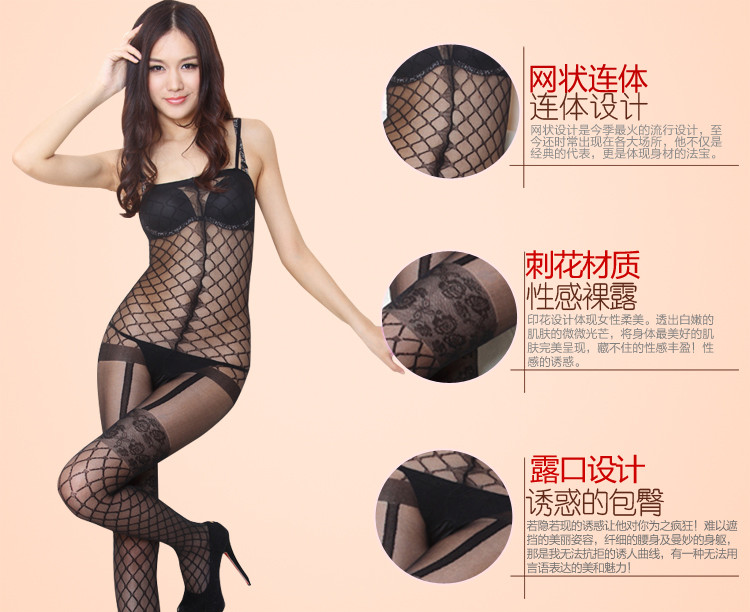 网状连体
连体设计
网状设计是今季最火的流行设计，至
今还时常出现在各大场所，他不仅是
经典的代表，更是体现身材的法宝。
刺花材质
性感裸露
印花设计体现女性柔美。透出白嫩的
肌肤的微微光芒，将身体最美好的肌
肤完美呈现，藏不住的性感丰盈！性
感的诱惑。
露口设计
诱惑的包臀
若隐若现的诱惑让他对你为之疯狂！难以遮
挡的美丽姿容，纤细的腰身及曼妙的身躯，
那是我无法抗拒的诱人曲线，有一种无法用
言语表达的美和魅力！